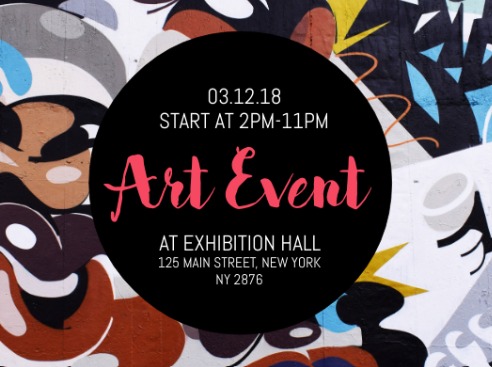 03.12.18
START AT 2PM-11PM
Art Event
AT EXHIBITION HALL
125 MAIN STREET, NEW YORK
NY 2876